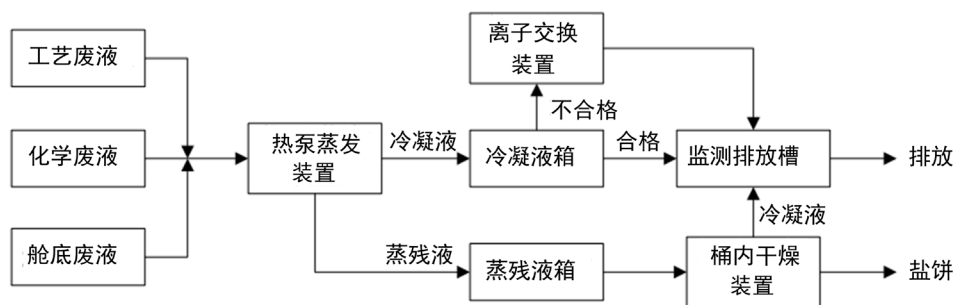 工艺废液
化学废液
舱底废液
热泵蒸发
装置
冷凝液
蒸残液
离子交换
装置
不合格
冷凝液箱
合格
蒸残液箱
监测排放槽
冷凝液
桶内干燥
装置
排放
盐饼